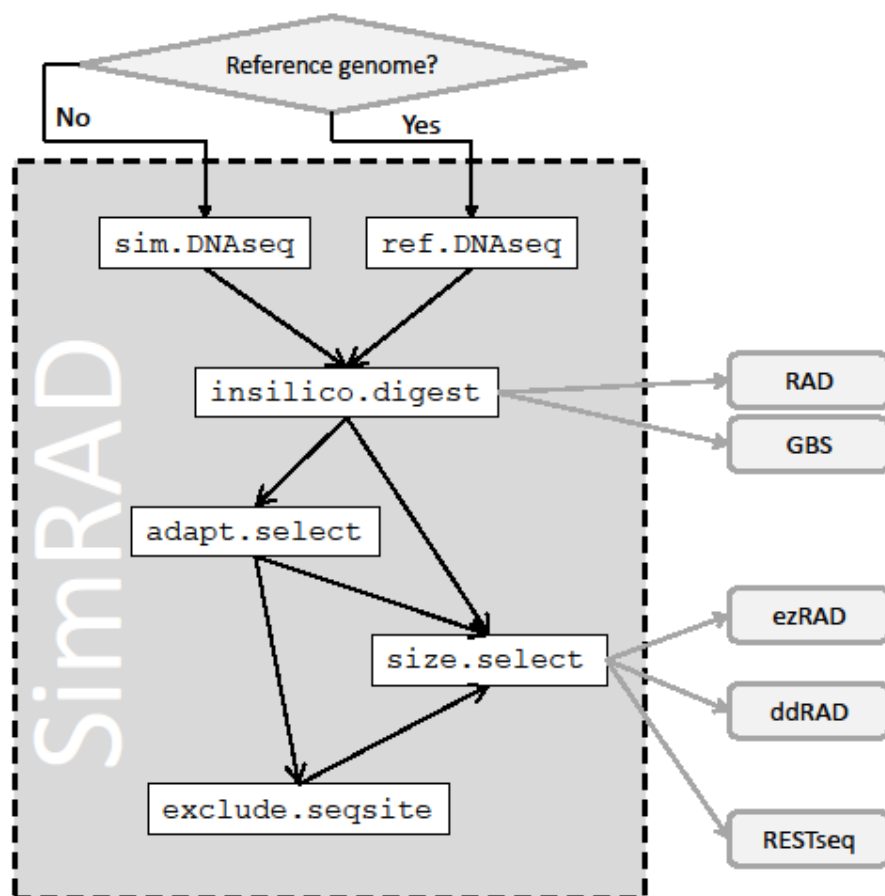 Reference genome?
No
Yes
sim.DNAseq
ref.DNAseq
SimRAD
insilico.digest
RAD
GBS
adapt.select
ezRAD
size.select
ddRAD
exclude.seqsite
RESTseq